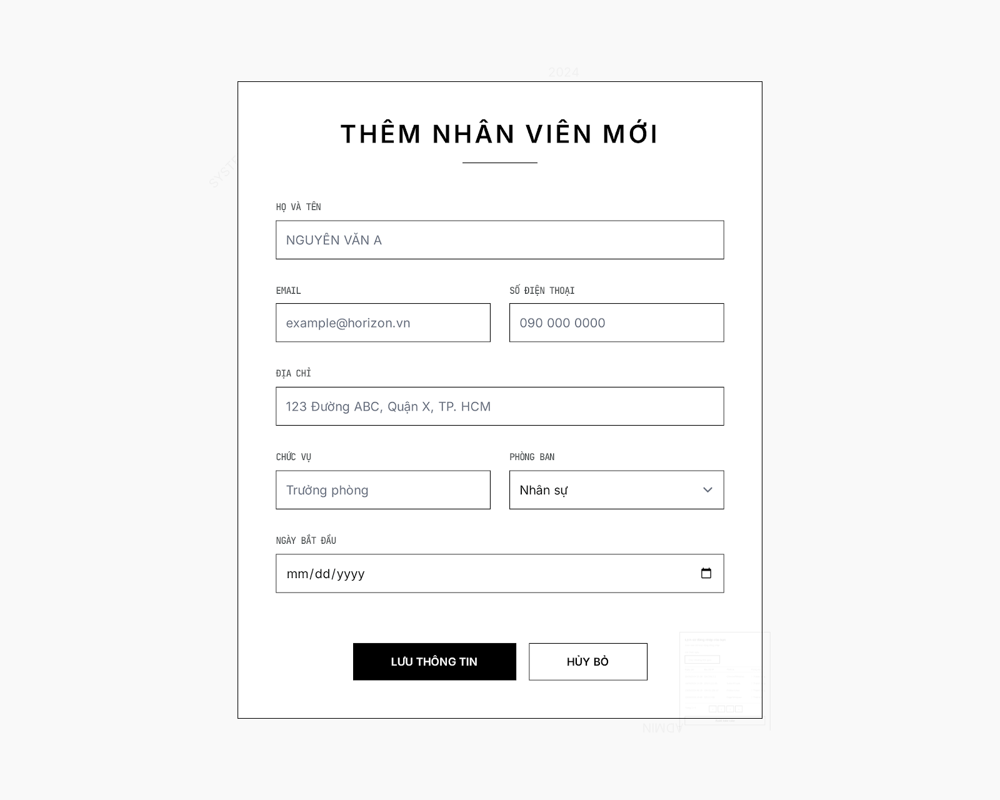 2024
THÊM NHÂN VIÊN MỚI
SYSTE
HỌ VÀ TÊN
NGUYỄN VĂN A
EMAIL
SỐ ĐIỆN THOẠI
example@horizon.vn
090 000 0000
ĐỊA CHỈ
123 Đường ABC, Quận X, TP. HCM
CHỨC VỤ
PHÒNG BAN
Trưởng phòng
Nhân sự
NGÀY BẮT ĐẦU
mm/dd/yyyy
LƯU THÔNG TIN
HỦY BỎ
ADMIN